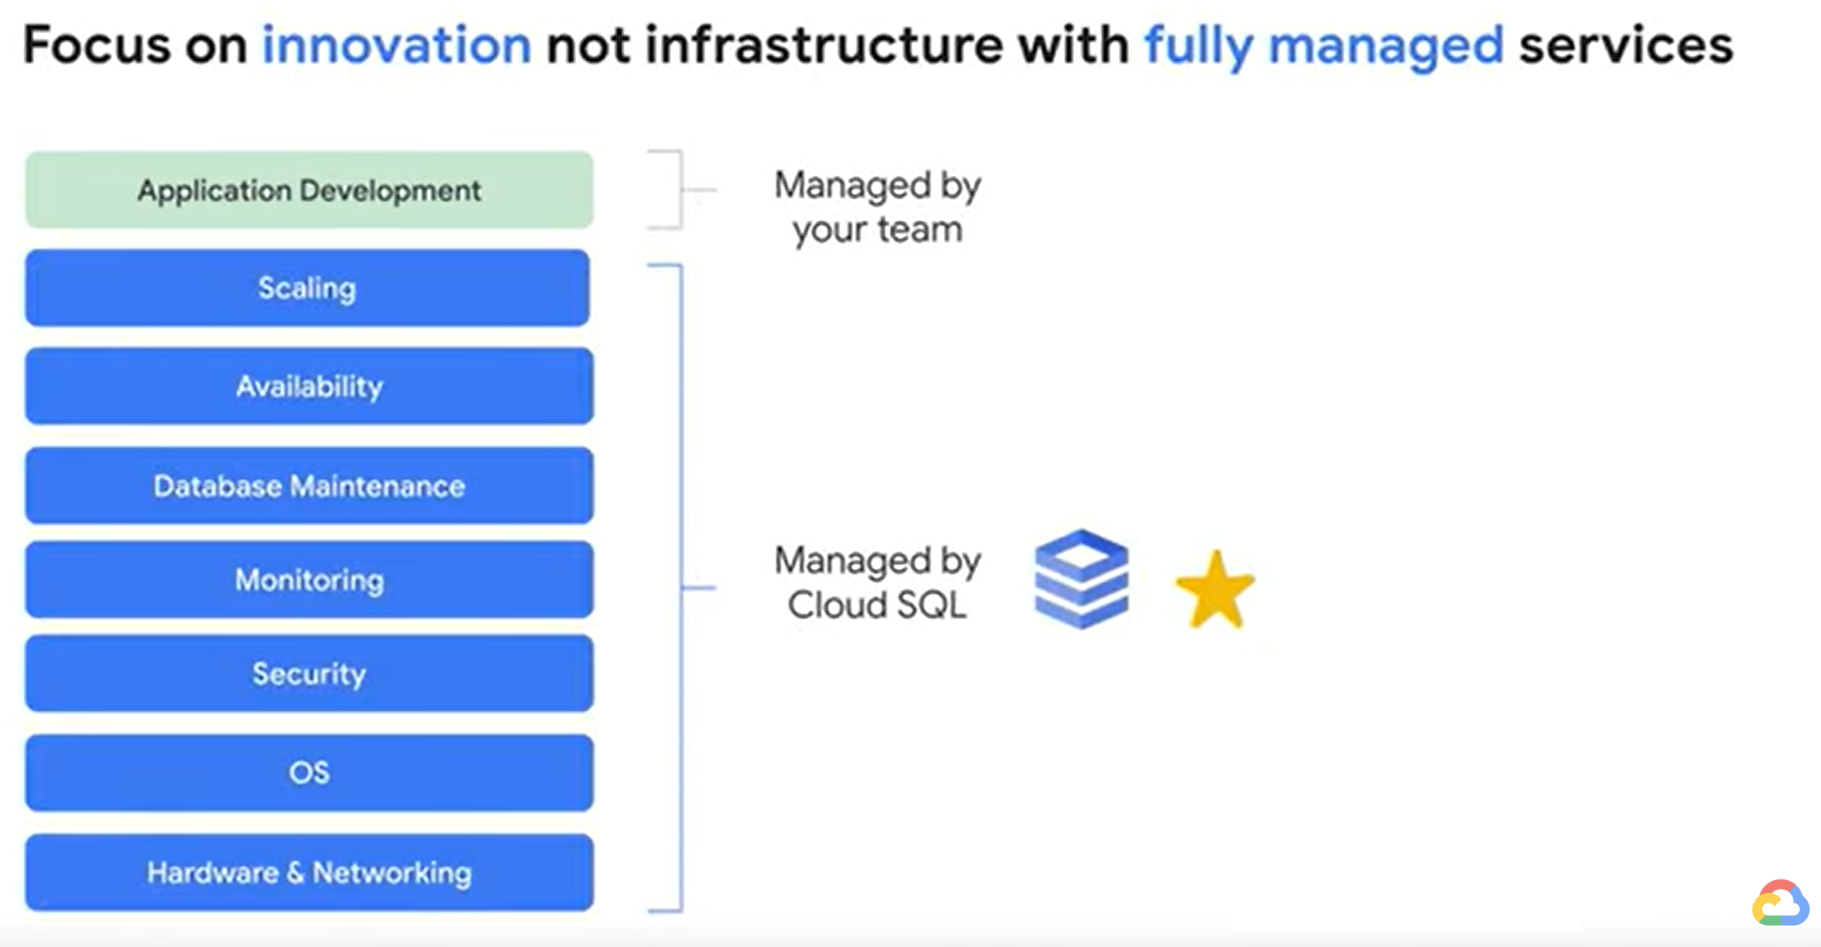 Focus on innovation not infrastructure with fully managed services
Application Development
Managed by
your team
Scaling
Availability
Database Maintenance
Monitoring
Managed by
Cloud SQL
Security
OS
Hardware & Networking